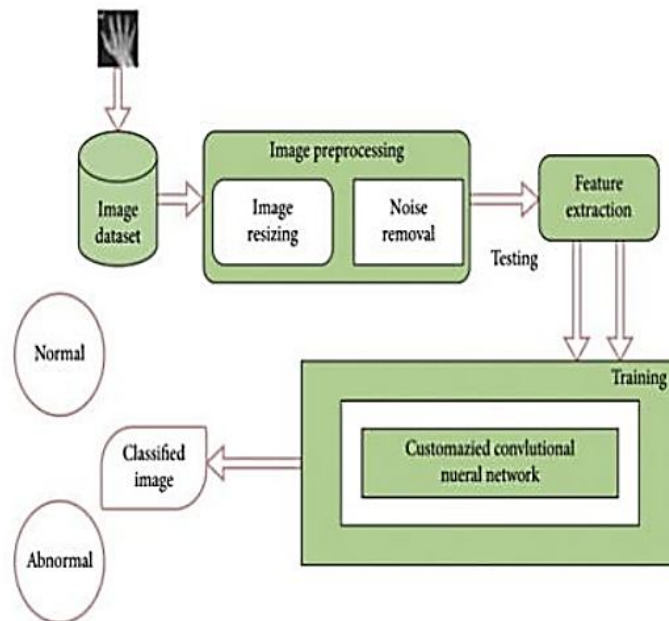 Image preprocessing
Image
dataset
Image
resizing
Noise
removal
Feature
extraction
Testing
Normal
Training
Classified
image
Customazied convlutional
nueral network
Abnormal